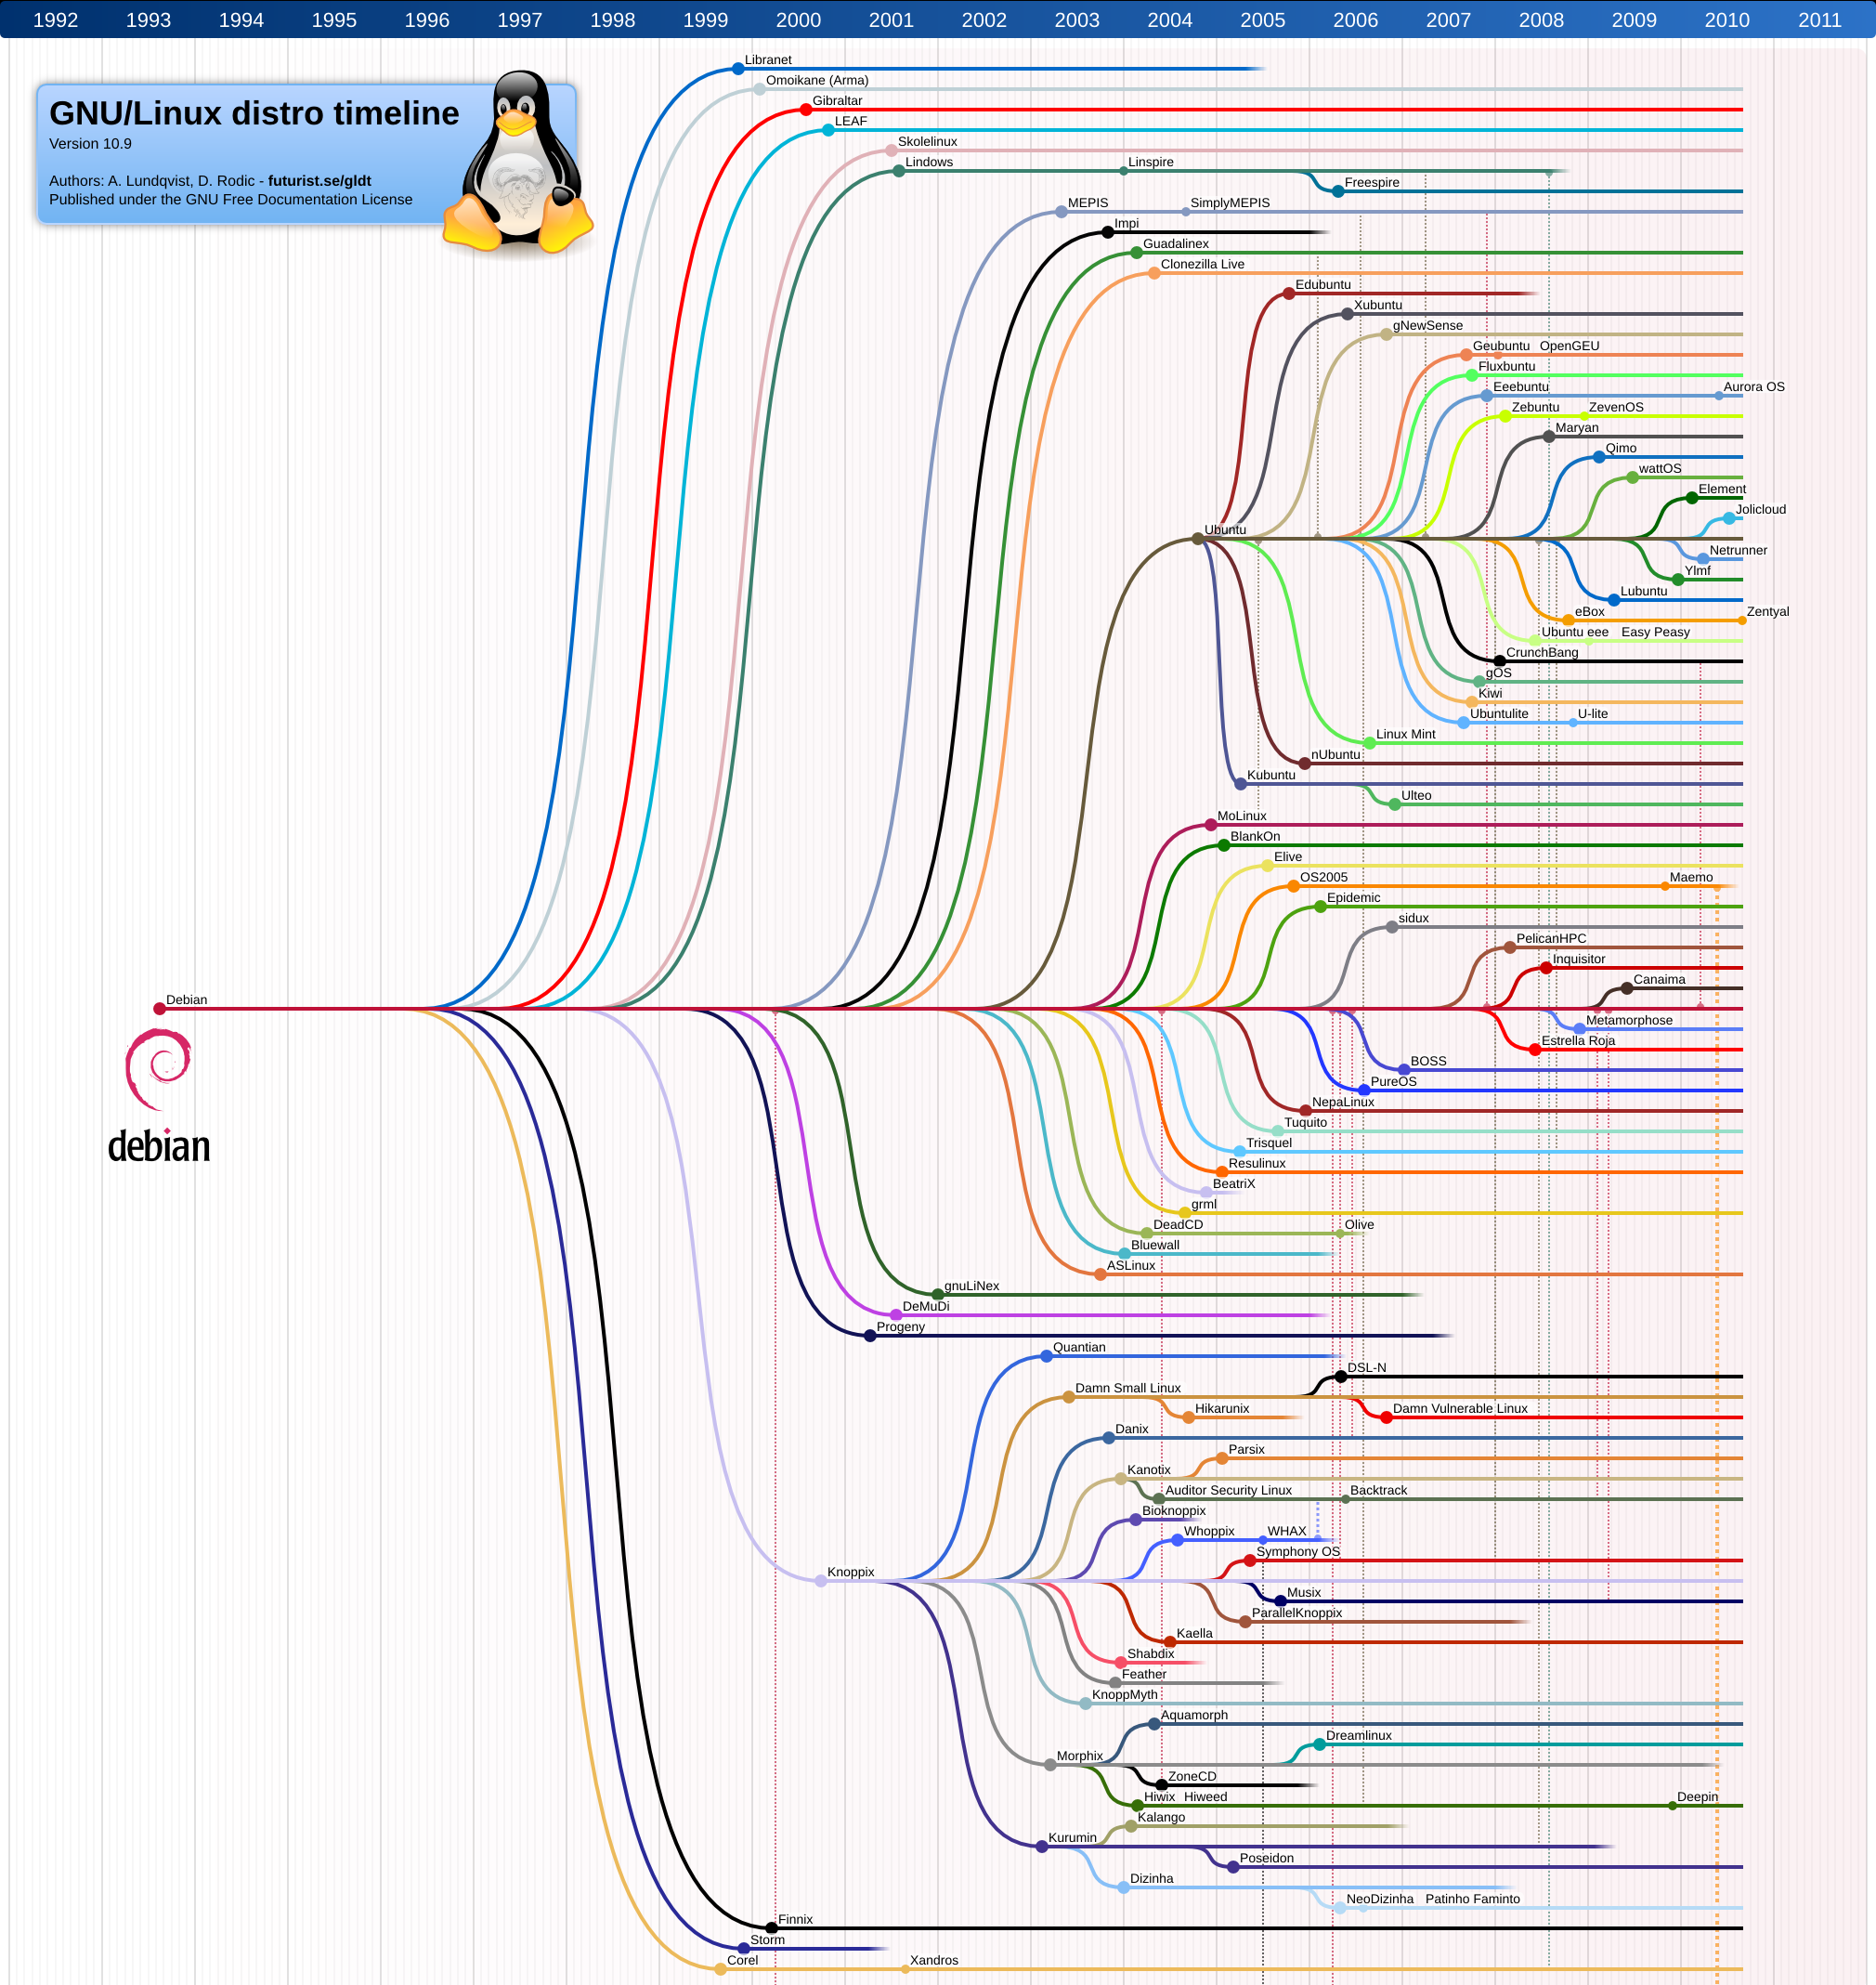 1992 1993 1994 1995 1996 1997 1998 1999 2000 2001 2002 2003 2004 2005 2006 2007 2008 2009 2010 2011
Libranet
Omoikane (Arma)
GNU/Linux distro timeline
Version 10.9
Authors: A. Lundqvist, D. Rodic - futurist.se/gldt
Published under the GNU Free Documentation License
Gibraltar
LEAF
Skolelinux
Lindows Linspire
Freespire
MEPIS SimplyMEPIS
Impi
Guadalinex
Clonezilla Live
Edubuntu
Xubuntu
gNewSense
Geubuntu OpenGEU
Fluxbuntu
Eeebuntu Aurora OS
Zebuntu ZevenOS
Maryan
Qimo
wattOS
Element
Jolicloud
Ubuntu
Netrunner
Ylmf
Lubuntu
eBox Zentyal
Ubuntu eee Easy Peasy
CrunchBang
gOS
Kiwi
Ubuntulite U-lite
Linux Mint
nUbuntu
Kubuntu
Ulteo
MoLinux
BlankOn
Elive
OS2005 Maemo
Epidemic
sidux
PelicanHPC
Inquisitor
Canaima
Debian
Metamorphose
Estrella Roja
BOSS
PureOS
NepaLinux
Tuquito
debian
Trisquel
Resulinux
BeatriX
grml
DeadCD Olive
Bluewall
ASLinux
gnuLiNex
DeMuDi
Progeny
Quantian
DSL-N
Damn Small Linux
Hikarunix Damn Vulnerable Linux
Danix
Parsix
Kanotix
Auditor Security Linux Backtrack
Bioknoppix
Whoppix WHAX
Symphony OS
Knoppix
Musix
ParallelKnoppix
Kaella
Shabdix
Feather
KnoppMyth
Aquamorph
Dreamlinux
Morphix
ZoneCD
Hiwix Hiweed Deepin
Kalango
Kurumin
Poseidon
Dizinha
NeoDizinha Patinho Faminto
Finnix
Storm
Corel Xandros